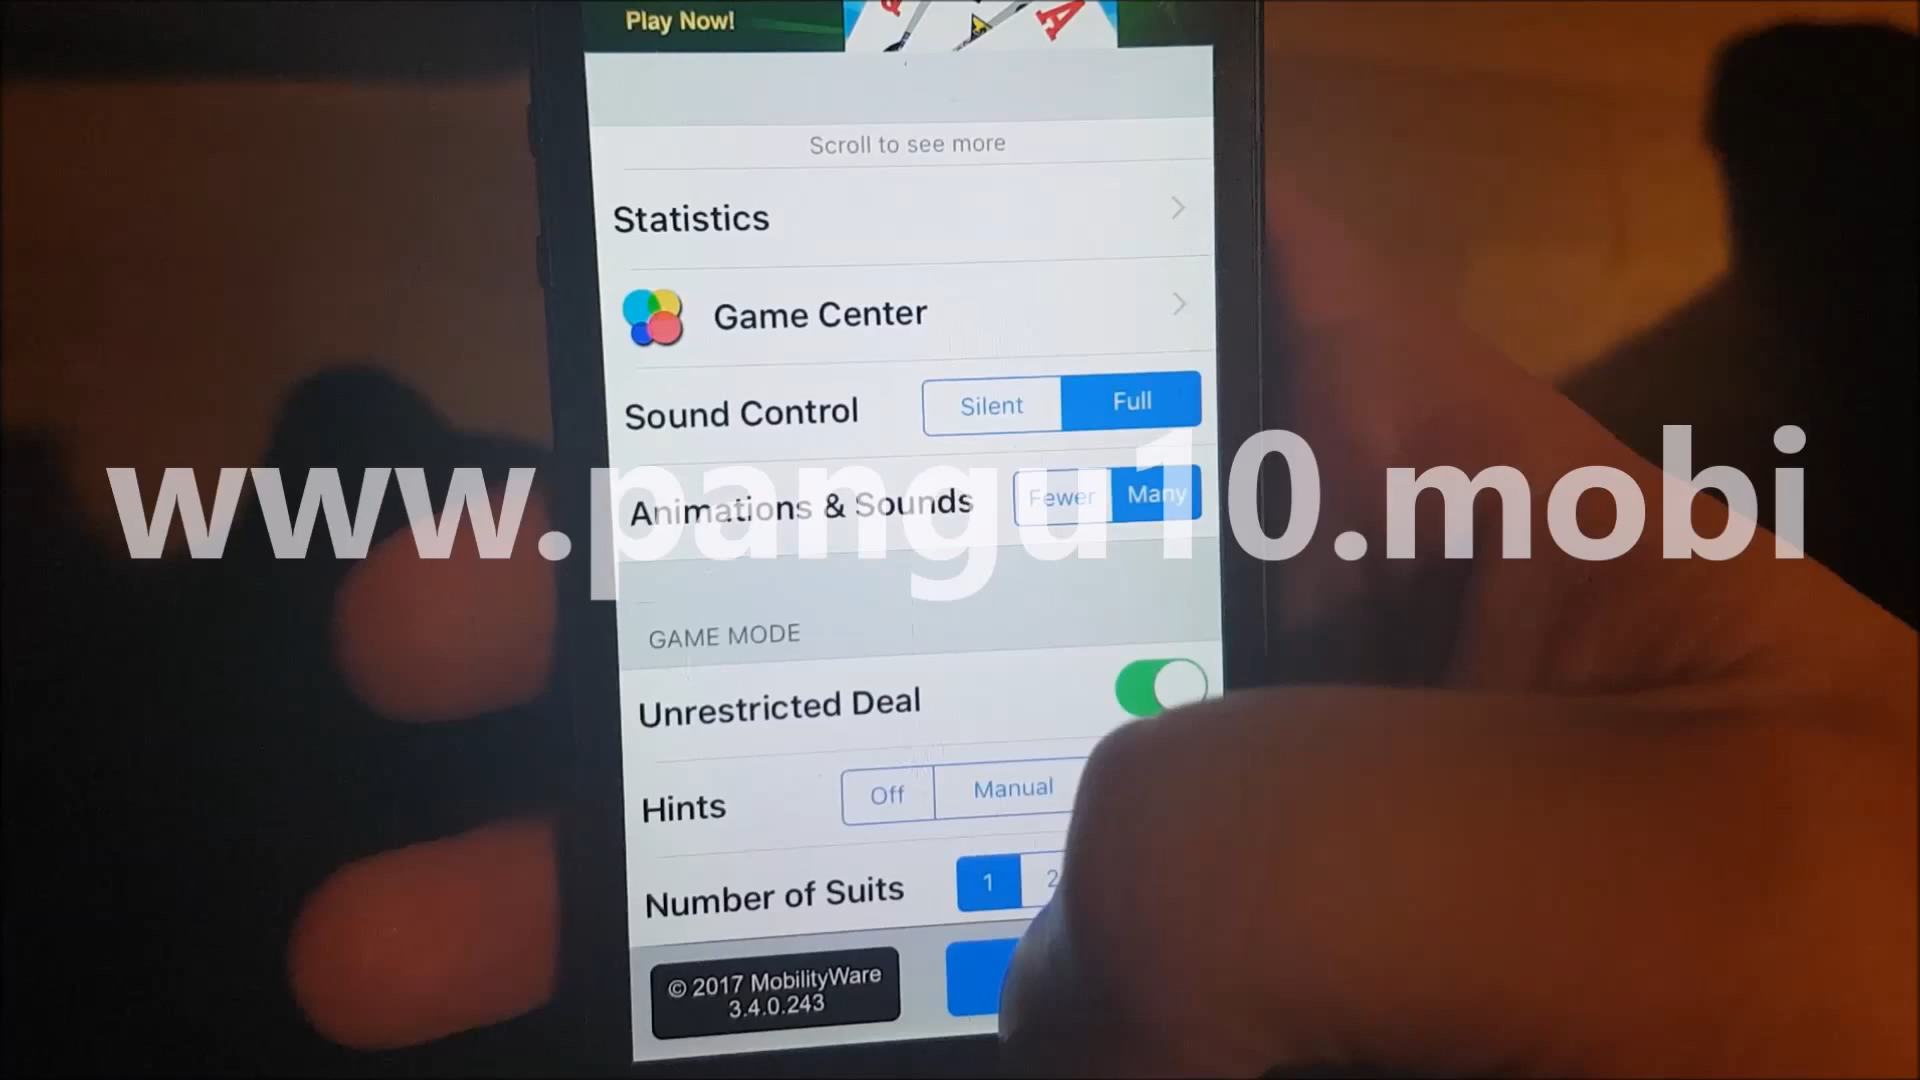 Play Now!
A
Scroll to see more
Statistics
Game Center
Sound Control
Silent
Full
www.pangu10.mobi
Animations & Sounds
Fewer
Many
GAME MODE
Unrestricted Deal
Hints
Off
Manual
Number of Suits
1
2
© 2017 MobilityWare
3.4.0.243